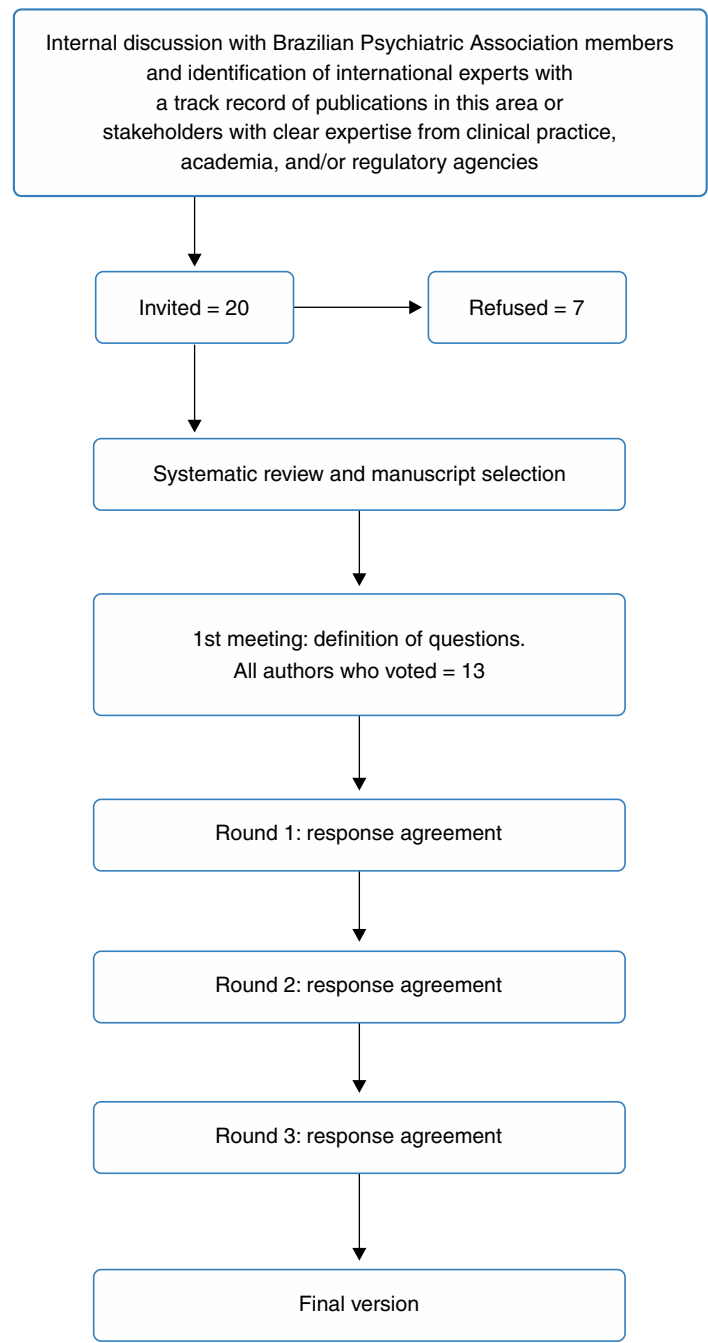 Internal discussion with Brazilian Psychiatric Association members
and identification of international experts with
a track record of publications in this area or
stakeholders with clear expertise from clinical practice,
academia, and/or regulatory agencies
Invited = 20
Refused = 7
Systematic review and manuscript selection
1st meeting: definition of questions.
All authors who voted = 13
Round 1: response agreement
Round 2: response agreement
Round 3: response agreement
Final version